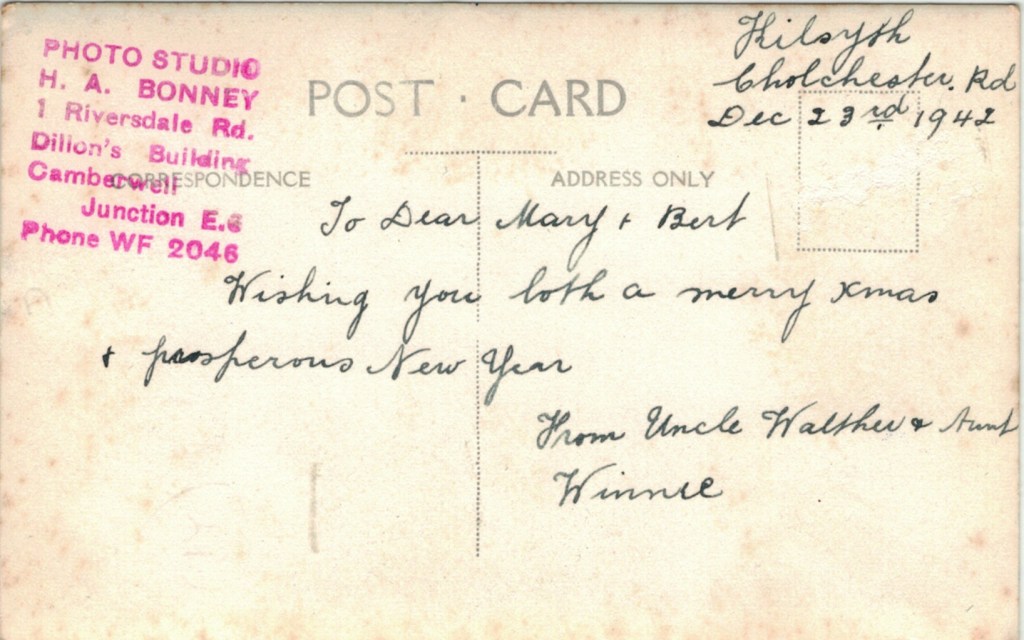 PHOTO STUDIO
H. A. BONNEY
1 Riversdale Rd.
Dillon's Building
Camberwell
Junction E.6
Phone WF 2046
POST · CARD
CORRESPONDENCE
ADDRESS ONLY
Kilsyth
Cholchester. Rd
Dec 23rd 1942
To Dear Mary + Bert
Wishing you both a merry Xmas
+ prosperous New Year
From Uncle Walther + Aunt
Winnie